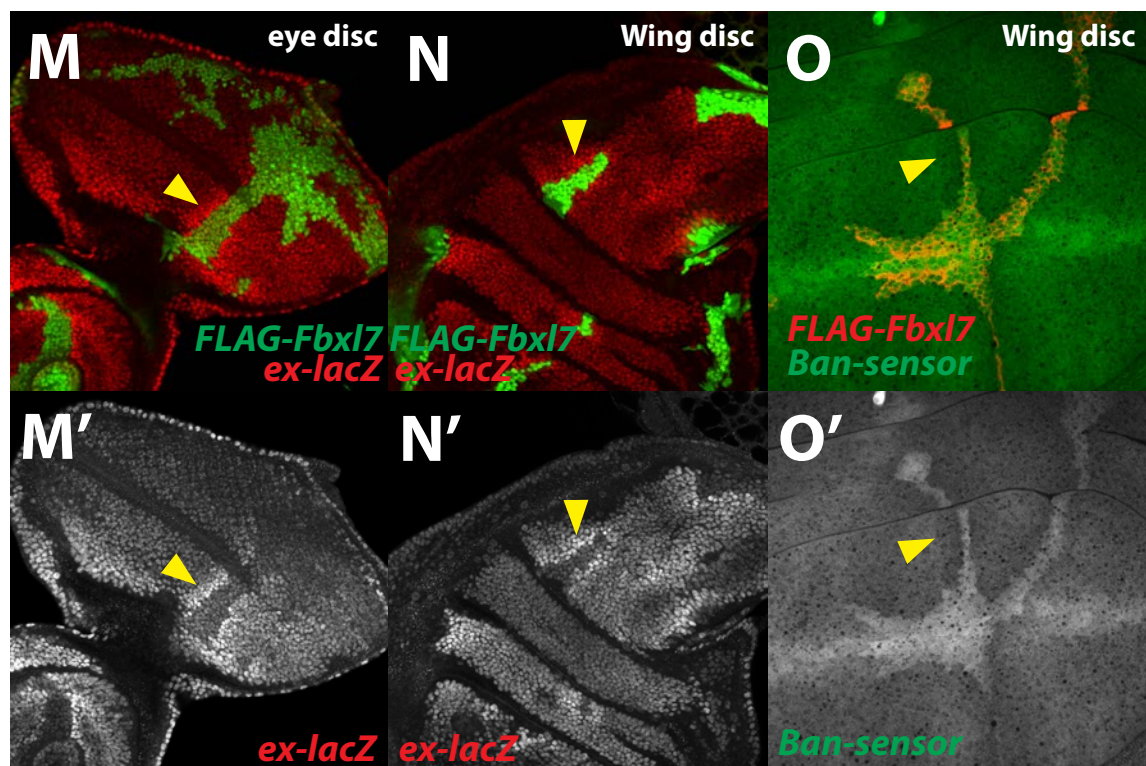 M
eye disc
FLAG-Fbxl7
ex-lacZ
N
Wing disc
FLAG-Fbxl7
ex-lacZ
O
Wing disc
FLAG-Fbxl7
Ban-sensor
M′
ex-lacZ
N′
ex-lacZ
O′
Ban-sensor